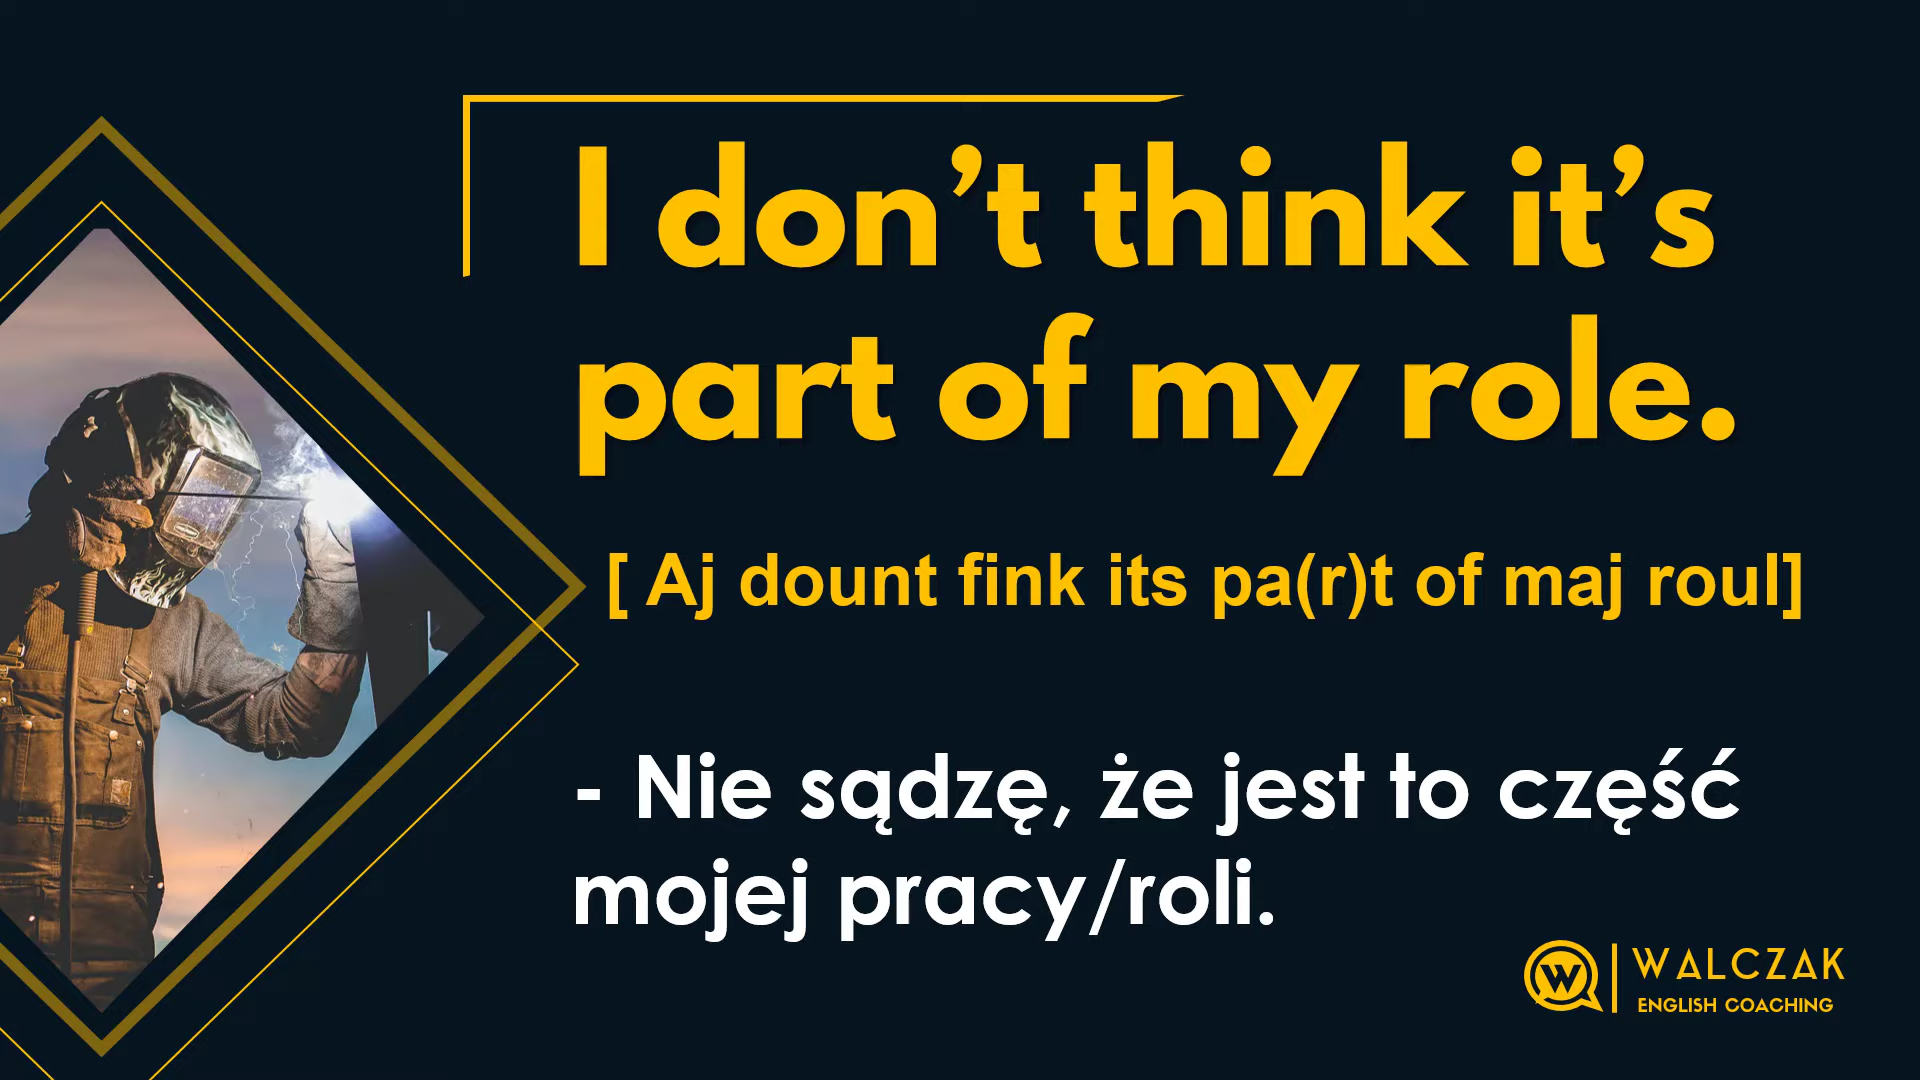 I don’t think it’s
part of my role.
[ Aj dount fink its pa(r)t of maj roul]
- Nie sądzę, że jest to część
mojej pracy/roli.
W
WALCZAK
ENGLISH COACHING